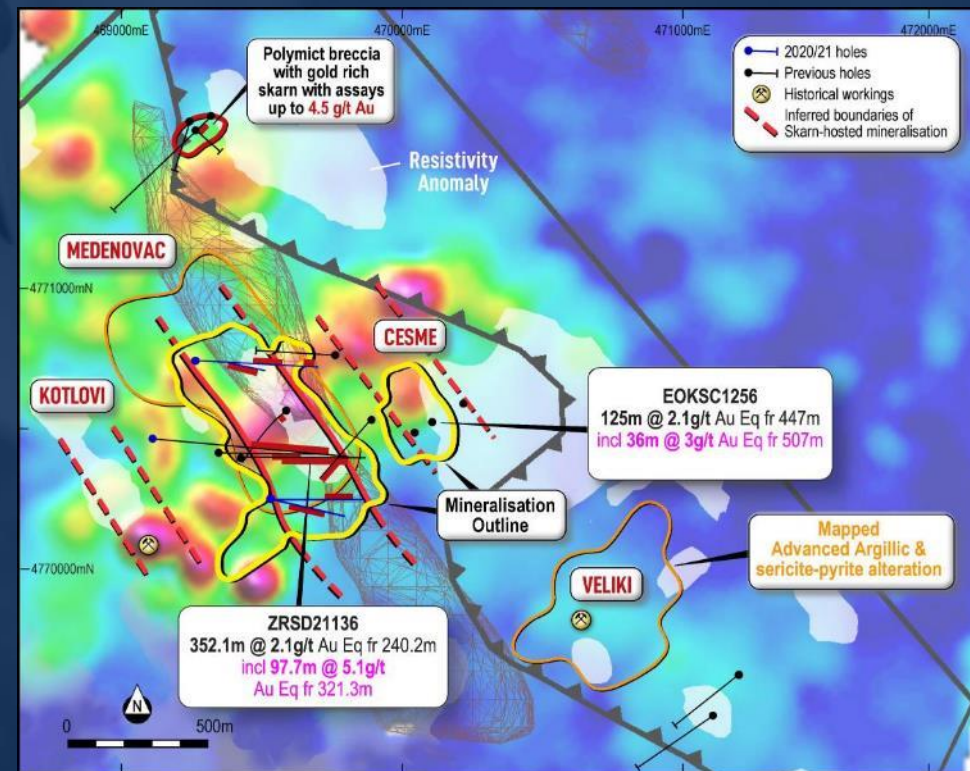 469000mE
470000mE
471000mE
472000mE
Polymict breccia
with gold rich
skarn with assays
up to 4.5 g/t Au
2020/21 holes
Previous holes
Historical workings
Inferred boundaries of
Skarn-hosted mineralisation
Resistivity
Anomaly
MEDENOVAC
4771000mN
CESME
KOTLOVI
EOKSC1256
125m @ 2.1g/t Au Eq fr 447m
incl 36m @ 3g/t Au Eq fr 507m
Mineralisation
Outline
Mapped
Advanced Argillic &
sericite-pyrite alteration
4770000mN
VELIKI
ZRSD21136
352.1m @ 2.1g/t Au Eq fr 240.2m
incl 97.7m @ 5.1g/t
Au Eq fr 321.3m
N
0 500m